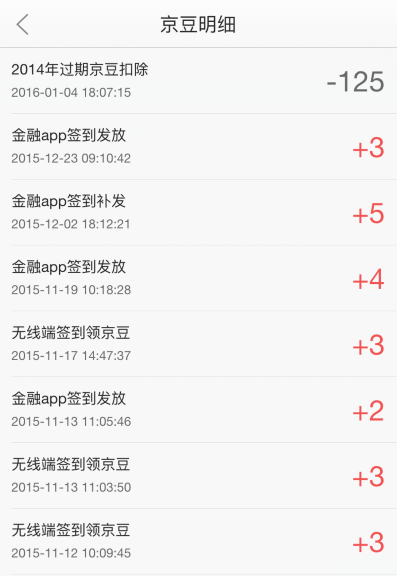 京豆明细
2014年过期京豆扣除
-125
2016-01-04 18:07:15
金融app签到发放
+3
2015-12-23 09:10:42
金融app签到补发
+5
2015-12-02 18:12:21
金融app签到发放
+4
2015-11-19 10:18:28
无线端签到领京豆
+3
2015-11-17 14:47:37
金融app签到发放
+2
2015-11-13 11:05:46
无线端签到领京豆
+3
2015-11-13 11:03:50
无线端签到领京豆
+3
2015-11-12 10:09:45